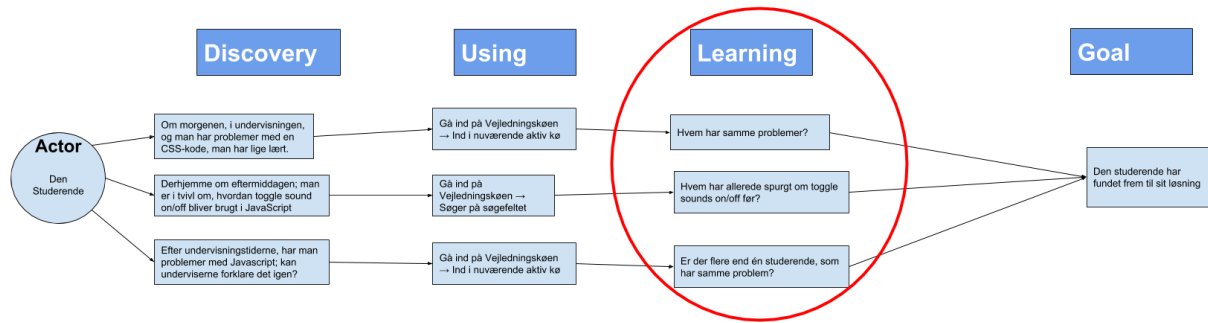 Discovery
Using
Learning
Goal
Actor
Den
Studerende
Om morgenen, i undervisningen,
og man har problemer med en
CSS-kode, man har lige lært.
Gå ind på Vejledningskøen
→ Ind i nuværende aktiv kø
Hvem har samme problemer?
Derhjemme om eftermiddagen; man
er i tvivl om, hvordan toggle sound
on/off bliver brugt i JavaScript
Gå ind på
Vejledningskøen →
Søger på søgefeltet
Hvem har allerede spurgt om toggle
sounds on/off før?
Den studerende har
fundet frem til sit løsning
Efter undervisningstiderne, har man
problemer med Javascript; kan
underviserne forklare det igen?
Gå ind på Vejledningskøen
→ Ind i nuværende aktiv kø
Er der flere end én studerende, som
har samme problem?